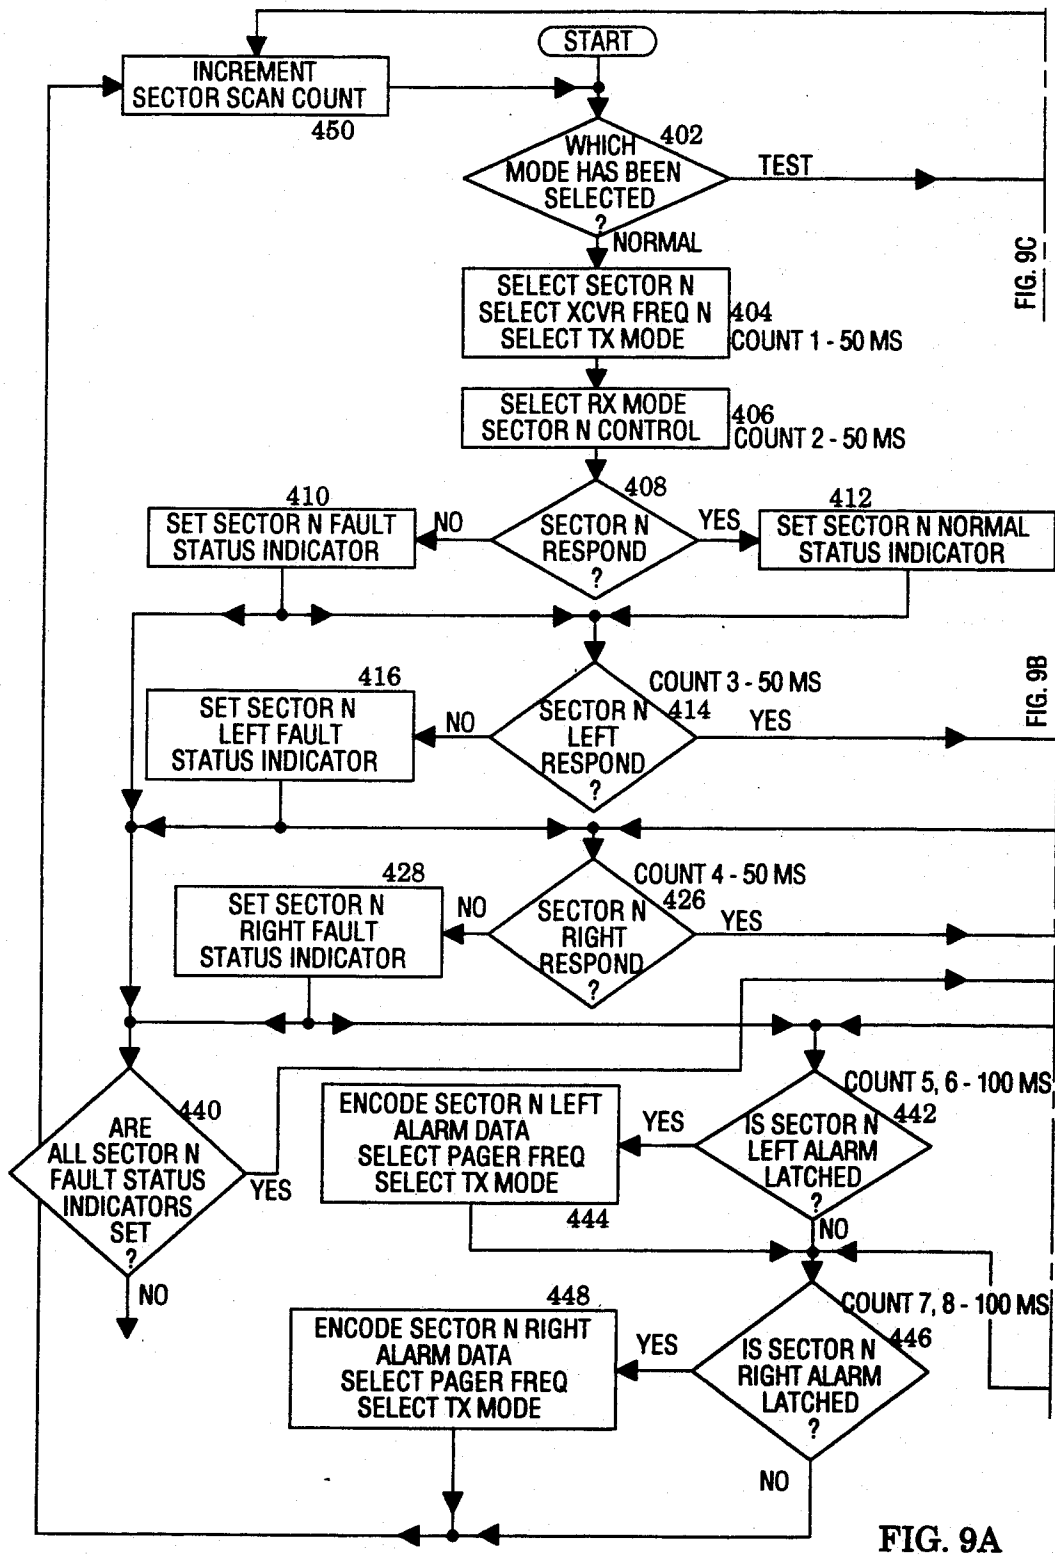 START
INCREMENT
SECTOR SCAN COUNT
450
402
WHICH
MODE HAS BEEN
SELECTED
?
TEST
NORMAL
FIG. 9C
SELECT SECTOR N
SELECT XCVR FREQ N
SELECT TX MODE
404
COUNT 1 - 50 MS
SELECT RX MODE
SECTOR N CONTROL
406
COUNT 2 - 50 MS
410
SET SECTOR N FAULT
STATUS INDICATOR
NO
408
SECTOR N
RESPOND
?
YES
412
SET SECTOR N NORMAL
STATUS INDICATOR
416
SET SECTOR N
LEFT FAULT
STATUS INDICATOR
NO
COUNT 3 - 50 MS
414
SECTOR N
LEFT
RESPOND
?
YES
FIG. 9B
428
SET SECTOR N
RIGHT FAULT
STATUS INDICATOR
NO
COUNT 4 - 50 MS
426
SECTOR N
RIGHT
RESPOND
?
YES
440
ARE
ALL SECTOR N
FAULT STATUS
INDICATORS
SET
?
YES
NO
ENCODE SECTOR N LEFT
ALARM DATA
SELECT PAGER FREQ
SELECT TX MODE
444
YES
COUNT 5, 6 - 100 MS
442
IS SECTOR N
LEFT ALARM
LATCHED
?
NO
448
ENCODE SECTOR N RIGHT
ALARM DATA
SELECT PAGER FREQ
SELECT TX MODE
YES
COUNT 7, 8 - 100 MS
446
IS SECTOR N
RIGHT ALARM
LATCHED
?
NO
FIG. 9A